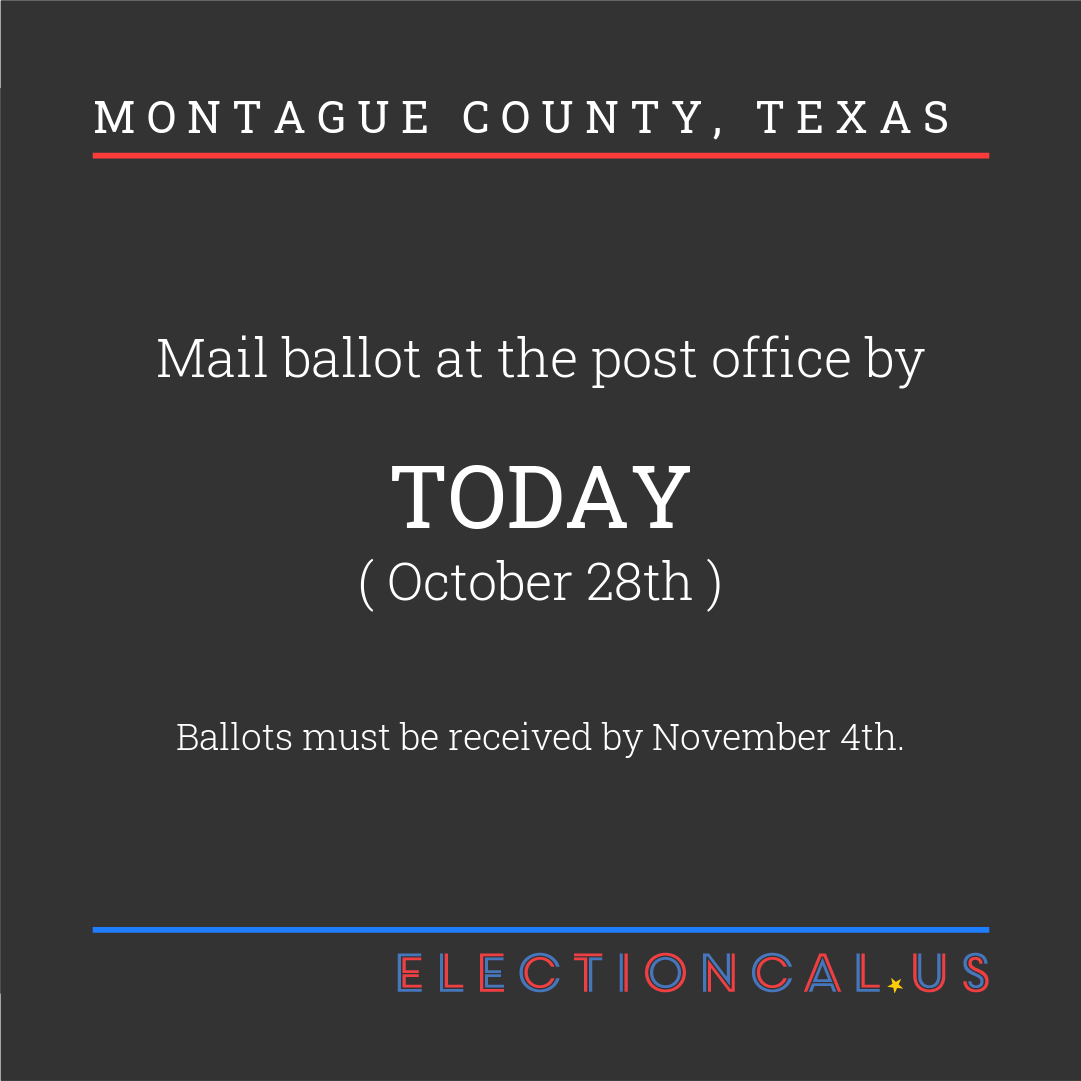 MONTAGUE COUNTY, TEXAS
Mail ballot at the post office by
TODAY
( October 28th )
Ballots must be received by November 4th.
ELECTIONCAL.US